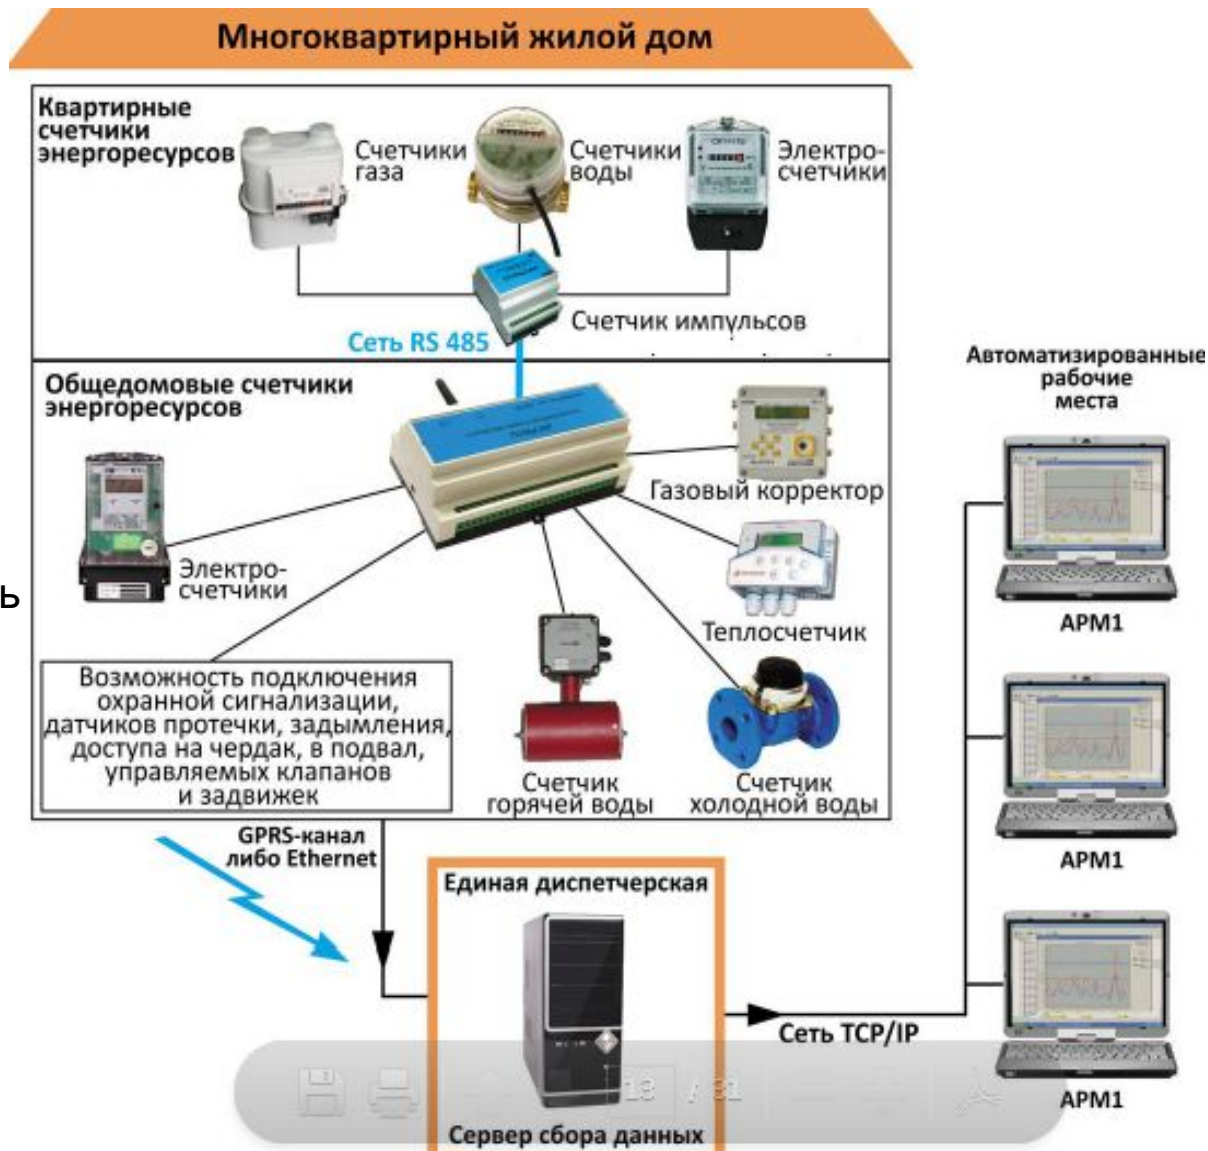 Многоквартирный жилой дом
Квартирные
счетчики
энергоресурсов
Счетчики
газа
Счетчики
воды
Электро-
счетчики
Счетчик импульсов
Сеть RS 485
Общедомовые счетчики
энергоресурсов
Газовый корректор
Электро-
счетчики
ь
Теплосчетчик
Возможность подключения
охранной сигнализации,
датчиков протечки, задымления,
доступа на чердак, в подвал,
управляемых клапанов
и задвижек
Счетчик
горячей воды
Счетчик
холодной воды
GPRS-канал
либо Ethernet
Единая диспетчерская
Сервер сбора данных
Сеть TCP/IP
Автоматизированные
рабочие
места
АРМ1
АРМ1
АРМ1
13 / 31